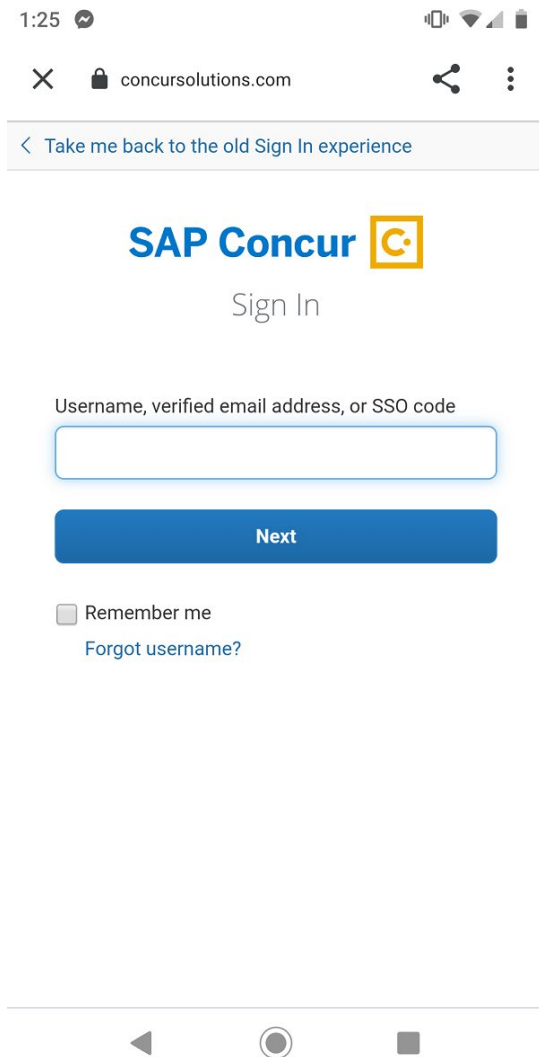 1:25
concursolutions.com
Take me back to the old Sign In experience
SAP Concur C
Sign In
Username, verified email address, or SSO code
Next
Remember me
Forgot username?